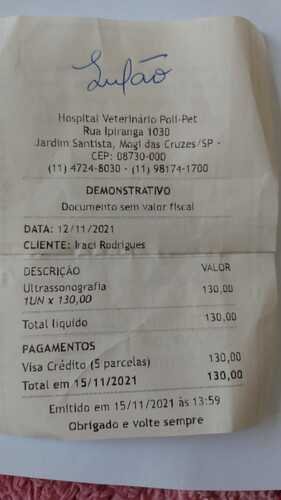 Lulão
Hospital Veterinário Poli-Pet
Rua Ipiranga 1030
Jardim Santista, Mogi das Cruzes/SP -
CEP: 08730-000
(11) 4724-8030 - (11) 98174-1700
DEMONSTRATIVO
Documento sem valor fiscal
DATA: 12/11/2021
CLIENTE: Iraci Rodrigues
DESCRIÇÃO VALOR
Ultrassonografia 130,00
1UN x 130,00
Total líquido 130,00
PAGAMENTOS
Visa Crédito (5 parcelas) 130,00
Total em 15/11/2021 130,00
Emitido em 15/11/2021 às 13:59
Obrigado e volte sempre